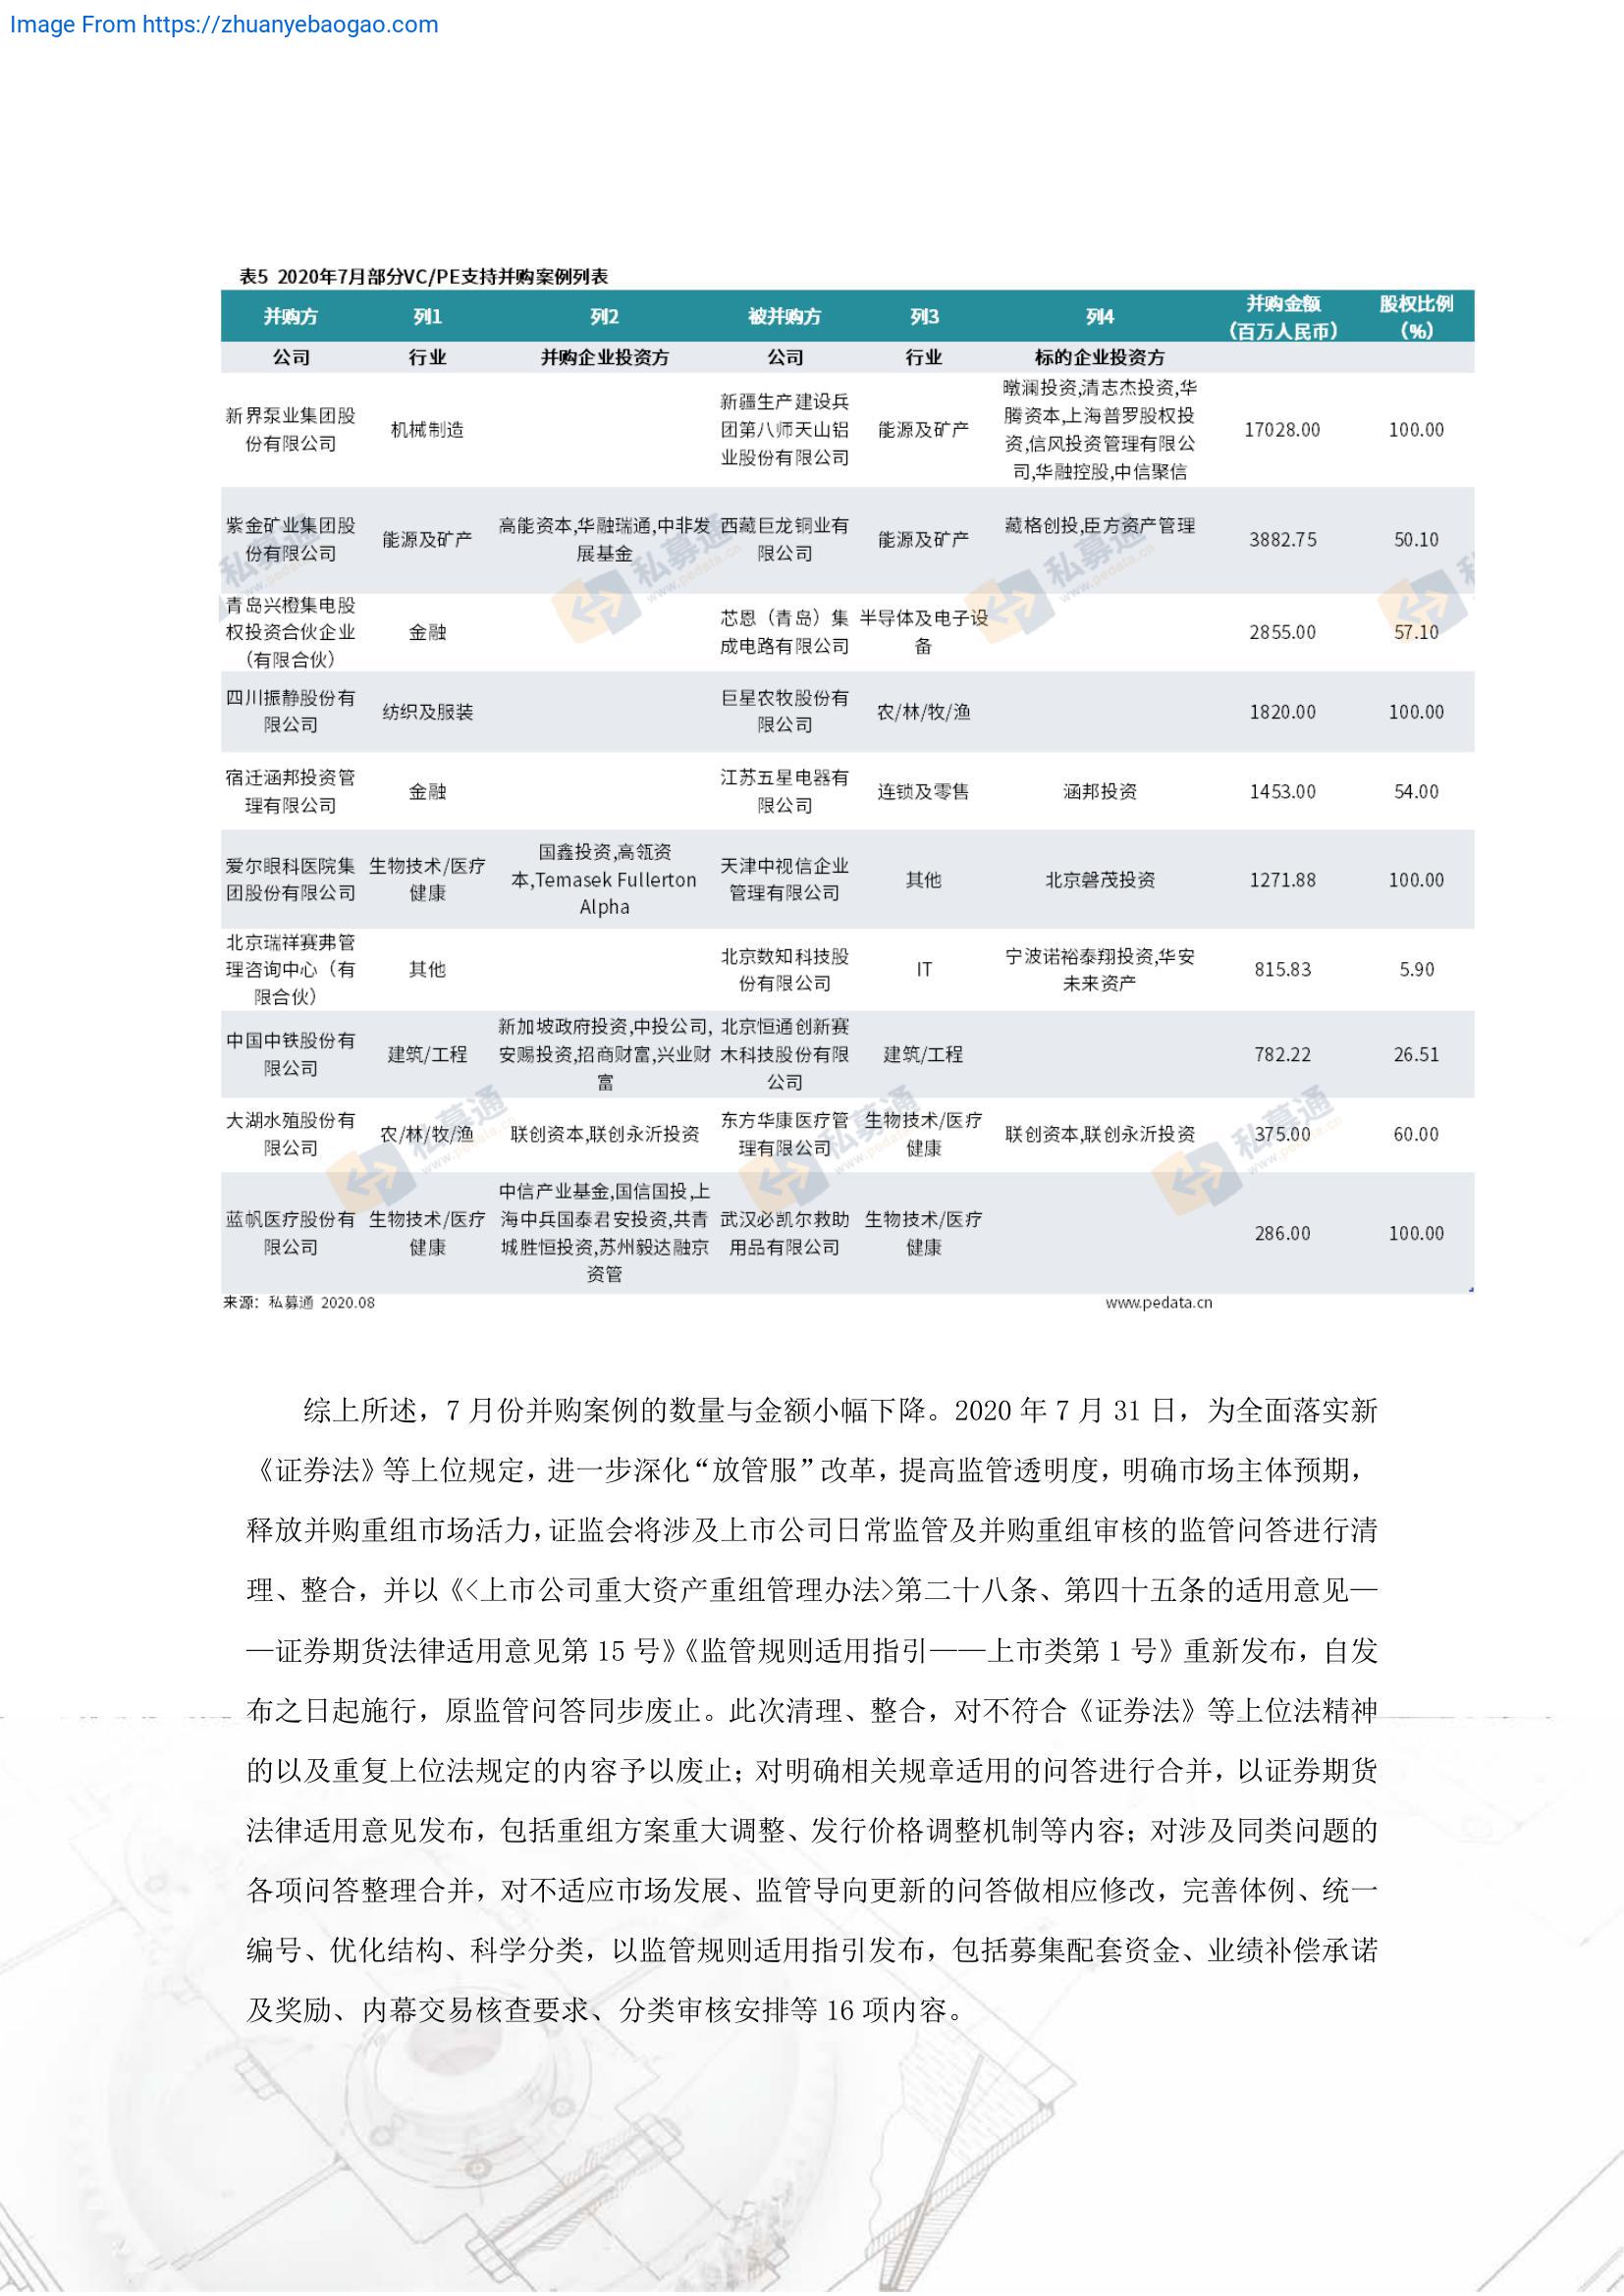 Image From https://zhuanyebaogao.com
表5 2020年7月部分VC/PE支持并购案例列表
并购方 列1 列2 被并购方 列3 列4 并购金额（百万人民币） 股权比例（%）
公司 行业 并购企业投资方 公司 行业 标的企业投资方
新界泵业集团股份有限公司 机械制造 新疆生产建设兵团第八师天山铝业股份有限公司 能源及矿产 暾澜投资,清志杰投资,华腾资本,上海普罗股权投资,信风投资管理有限公司,华融控股,中信聚信 17028.00 100.00
紫金矿业集团股份有限公司 能源及矿产 高能资本,华融瑞通,中非发展基金 西藏巨龙铜业有限公司 能源及矿产 藏格创投,臣方资产管理 3882.75 50.10
青岛兴橙集电股权投资合伙企业（有限合伙） 金融 芯恩（青岛）集成电路有限公司 半导体及电子设备 2855.00 57.10
四川振静股份有限公司 纺织及服装 巨星农牧股份有限公司 农/林/牧/渔 1820.00 100.00
宿迁涵邦投资管理有限公司 金融 江苏五星电器有限公司 连锁及零售 涵邦投资 1453.00 54.00
爱尔眼科医院集团股份有限公司 生物技术/医疗健康 国鑫投资,高瓴资本,Temasek Fullerton Alpha 天津中视信企业管理有限公司 其他 北京磐茂投资 1271.88 100.00
北京瑞祥赛弗管理咨询中心（有限合伙） 其他 北京数知科技股份有限公司 IT 宁波诺裕泰翔投资,华安未来资产 815.83 5.90
中国中铁股份有限公司 建筑/工程 新加坡政府投资,中投公司,安赐投资,招商财富,兴业财富 北京恒通创新赛木科技股份有限公司 建筑/工程 782.22 26.51
大湖水殖股份有限公司 农/林/牧/渔 联创资本,联创永沂投资 东方华康医疗管理有限公司 生物技术/医疗健康 联创资本,联创永沂投资 375.00 60.00
蓝帆医疗股份有限公司 生物技术/医疗健康 中信产业基金,国信国投,上海中兵国泰君安投资,共青城胜恒投资,苏州毅达融京资管 武汉必凯尔救助用品有限公司 生物技术/医疗健康 286.00 100.00
来源：私募通 2020.08 www.pedata.cn
综上所述，7 月份并购案例的数量与金额小幅下降。2020 年 7 月 31 日，为全面落实新
《证券法》等上位规定，进一步深化“放管服”改革，提高监管透明度，明确市场主体预期，
释放并购重组市场活力，证监会将涉及上市公司日常监管及并购重组审核的监管问答进行清
理、整合，并以《<上市公司重大资产重组管理办法>第二十八条、第四十五条的适用意见—
—证券期货法律适用意见第 15 号》《监管规则适用指引——上市类第 1 号》重新发布，自发
布之日起施行，原监管问答同步废止。此次清理、整合，对不符合《证券法》等上位法精神
的以及重复上位法规定的内容予以废止；对明确相关规章适用的问答进行合并，以证券期货
法律适用意见发布，包括重组方案重大调整、发行价格调整机制等内容；对涉及同类问题的
各项问答整理合并，对不适应市场发展、监管导向更新的问答做相应修改，完善体例、统一
编号、优化结构、科学分类，以监管规则适用指引发布，包括募集配套资金、业绩补偿承诺
及奖励、内幕交易核查要求、分类审核安排等 16 项内容。